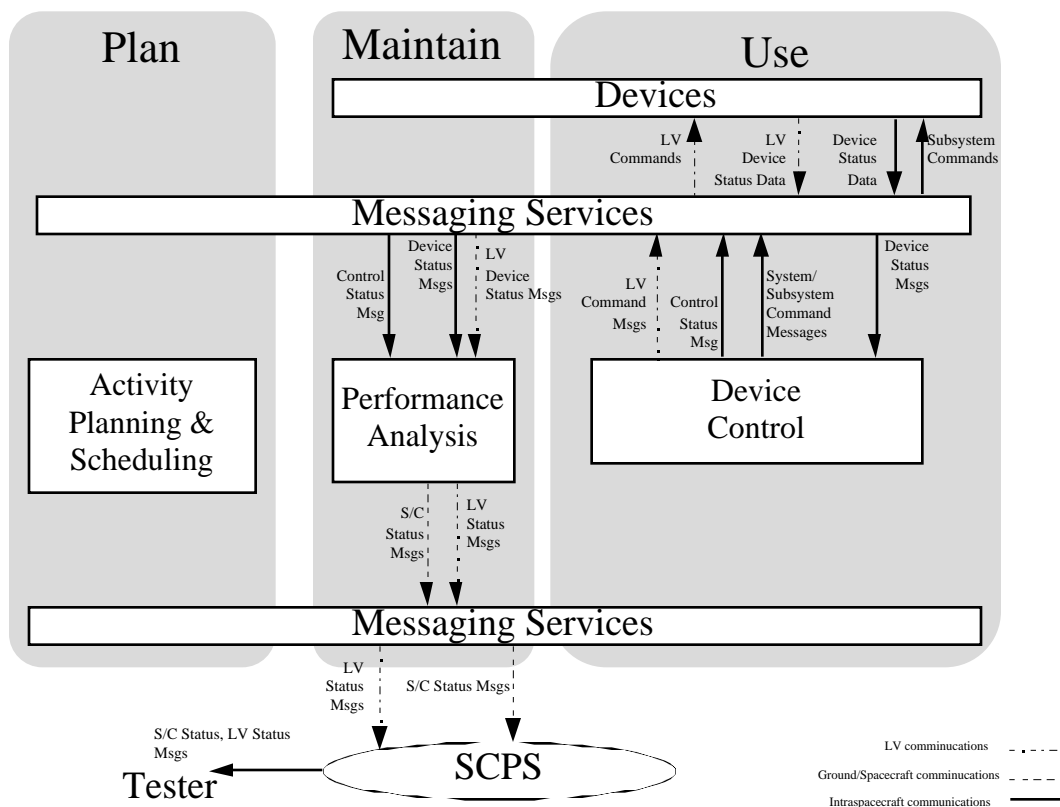 Plan
Maintain
Use
Devices
LV
Commands
LV
Device
Status Data
Device
Status
Data
Subsystem
Commands
Messaging Services
Control
Status
Msg
Device
Status
Msgs
LV
Device
Status Msgs
LV
Command
Msgs
Control
Status
Msg
System/
Subsystem
Command
Messages
Device
Status
Msgs
Activity
Planning &
Scheduling
Performance
Analysis
Device
Control
S/C
Status
Msgs
LV
Status
Msgs
Messaging Services
LV
Status
Msgs
S/C Status Msgs
S/C Status, LV Status
Msgs
Tester
SCPS
LV comminucations
Ground/Spacecraft comminucations
Intraspacecraft communications